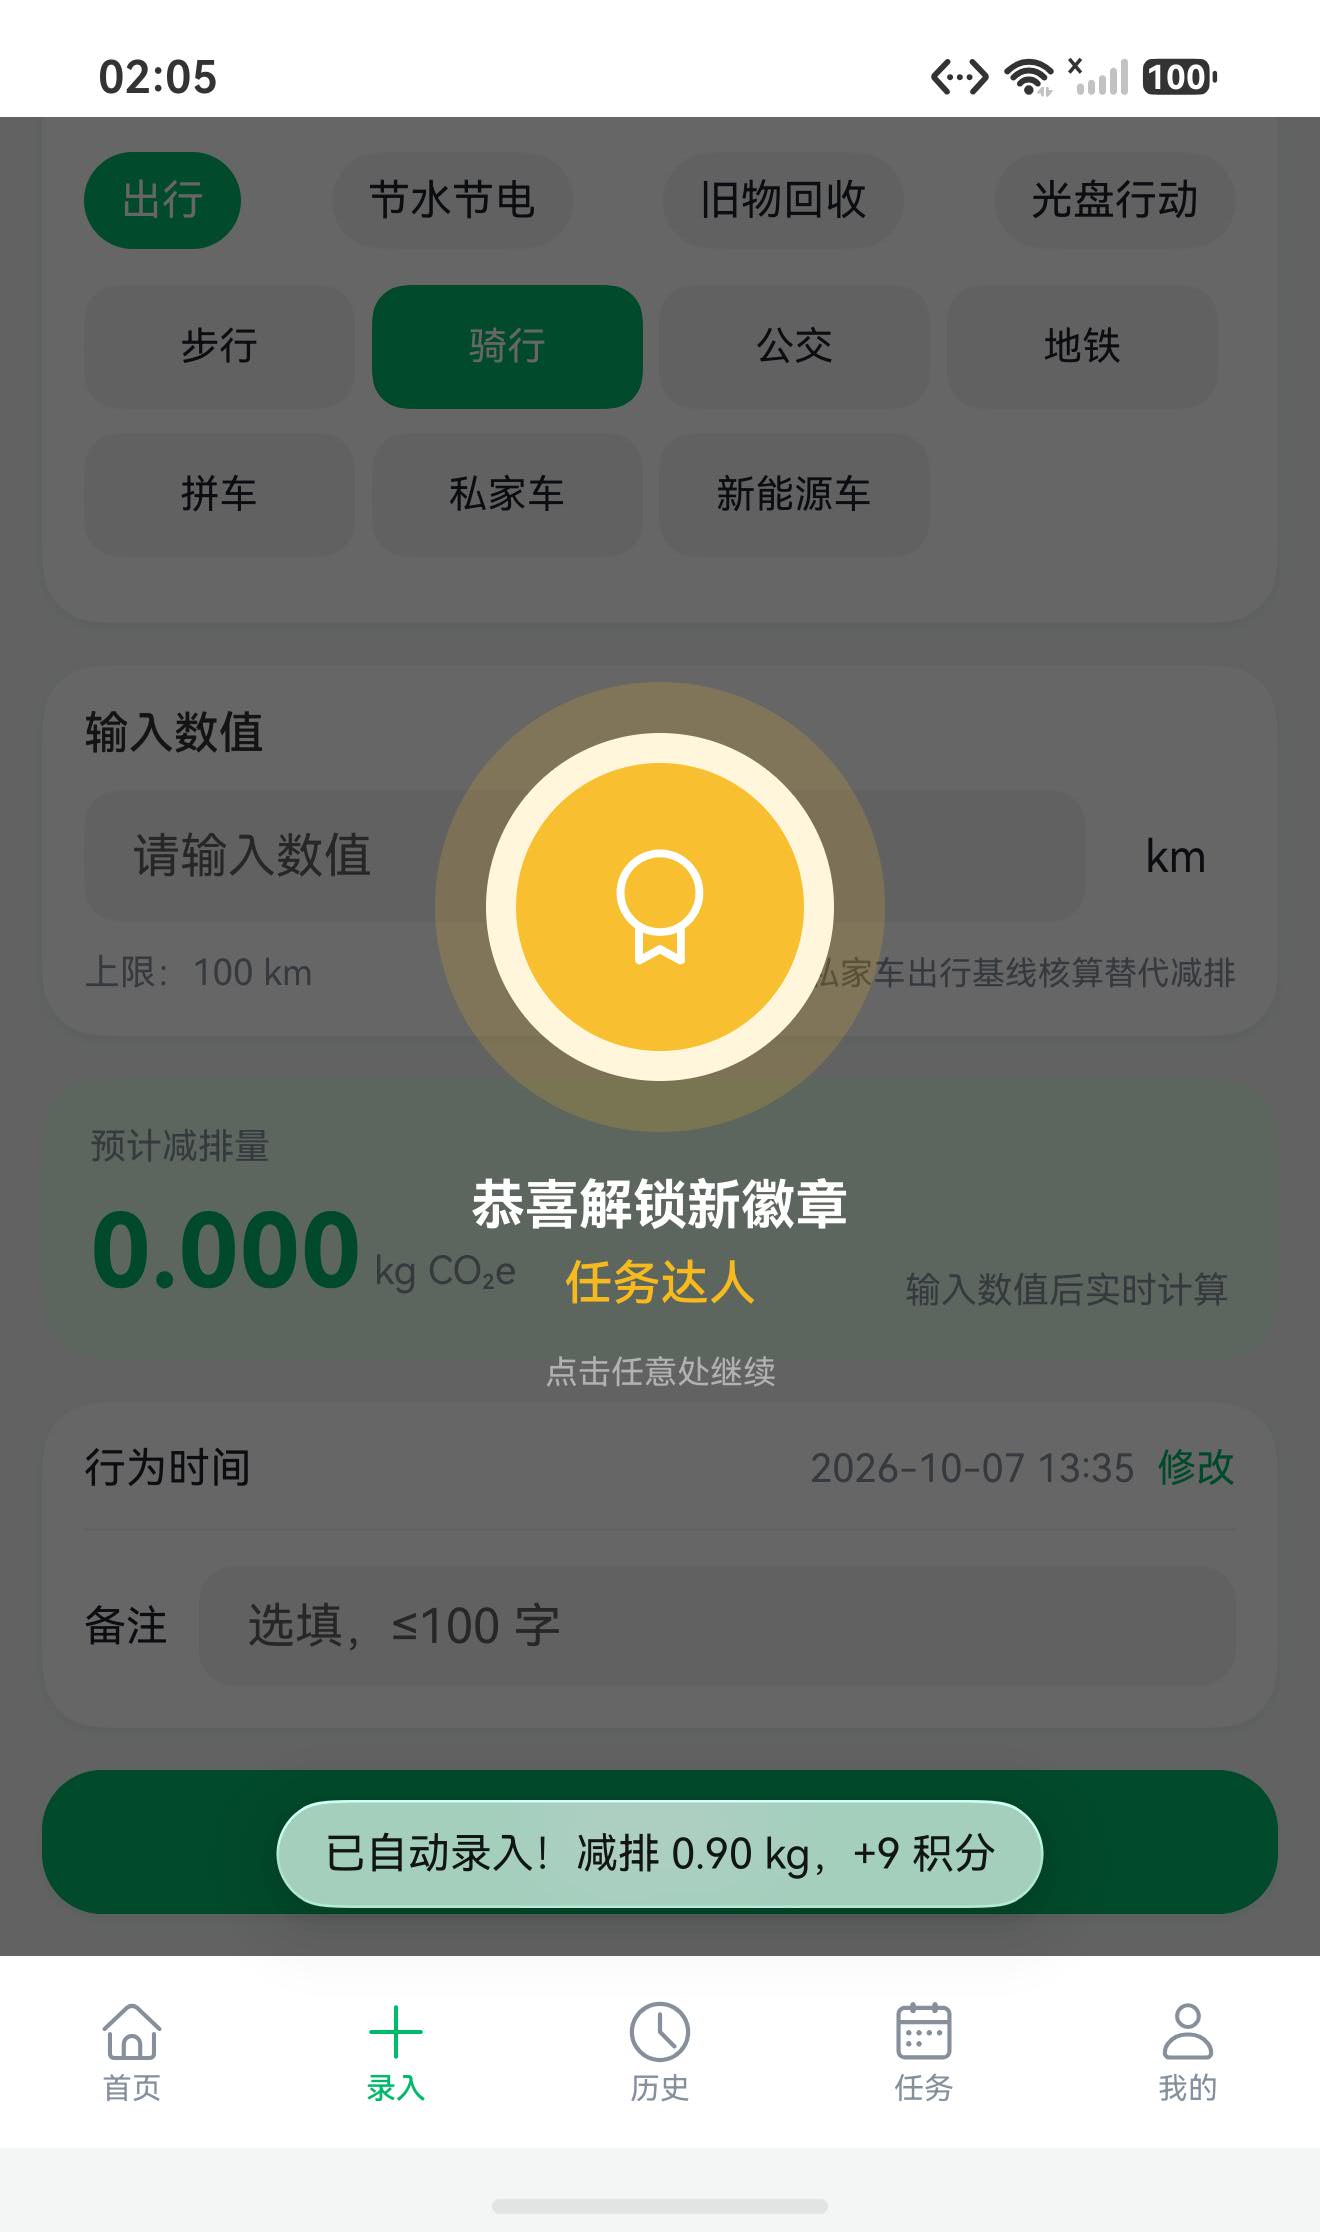 02:05
100
出行 节水节电 旧物回收 光盘行动
步行 骑行 公交 地铁
拼车 私家车 新能源车
输入数值
请输入数值 km
上限：100 km 私家车出行基线核算替代减排
预计减排量
恭喜解锁新徽章
0.000 kg CO₂e 任务达人 输入数值后实时计算
点击任意处继续
行为时间 2026-10-07 13:35 修改
备注 选填，≤100 字
已自动录入！减排 0.90 kg，+9 积分
首页 录入 历史 任务 我的